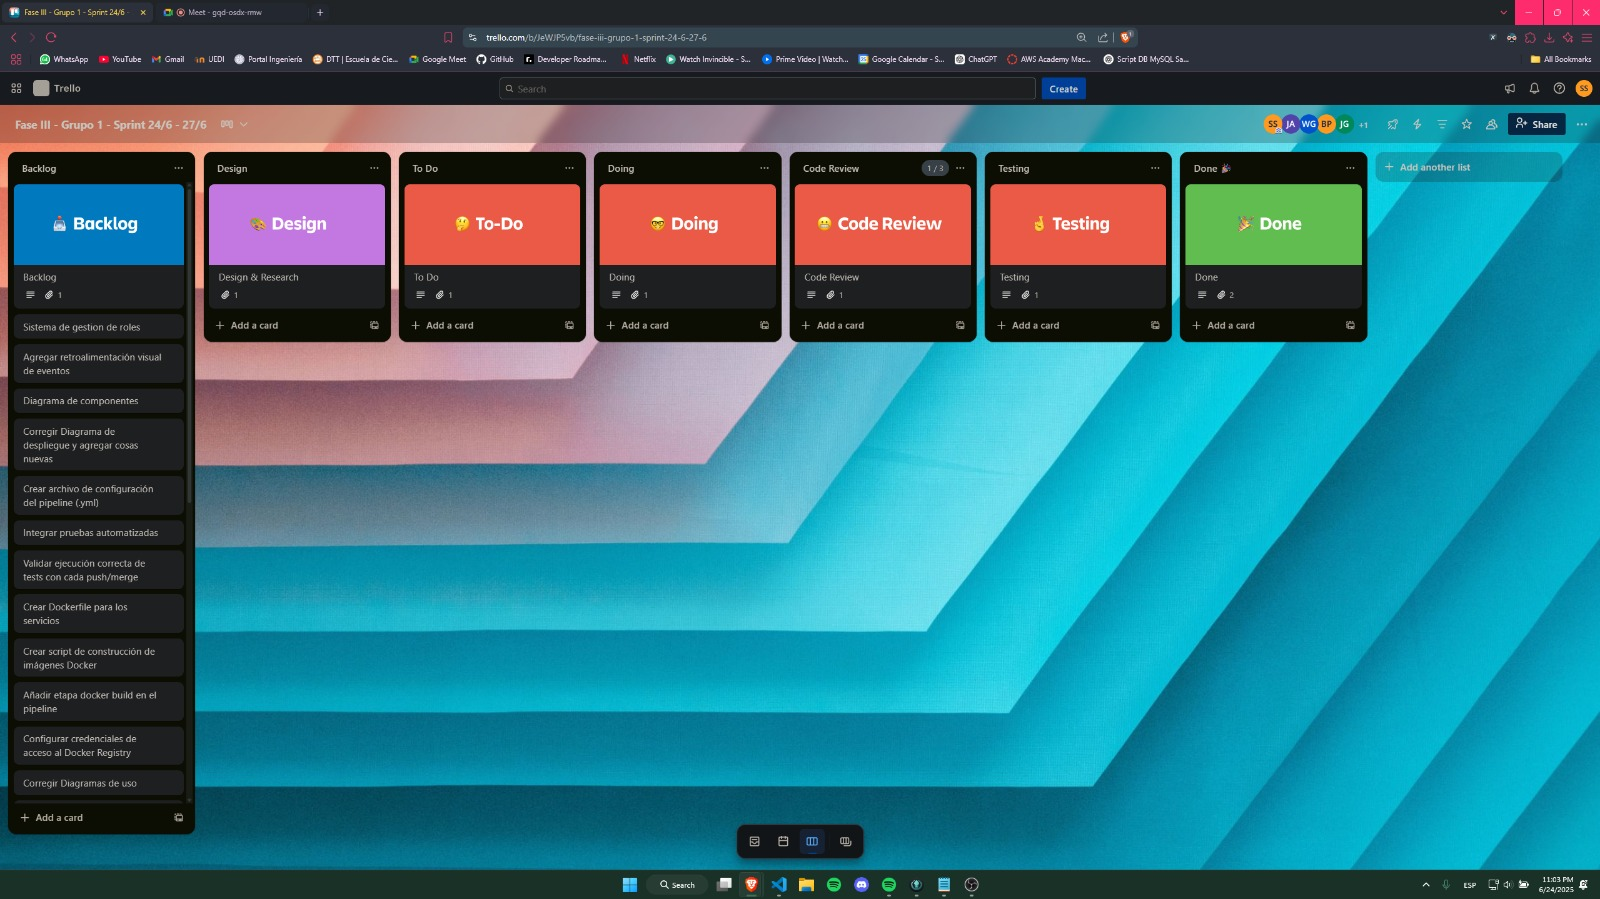 Fase III - Grupo 1 - Sprint 24/6 -
Meet - gqd-osdx-rmw
trello.com/b/JeWJPSvb/fase-iii-grupo-1-sprint-24-6-27-6
WhatsApp
YouTube
Gmail
UEDI
Portal Ingeniería
DTT | Escuela de Cie...
Google Meet
GitHub
Developer Roadma...
Netflix
Watch Invincible - S...
Prime Video | Watch...
Google Calendar - S...
ChatGPT
AWS Academy Mac...
Script DB MySQL Sa...
All Bookmarks
Trello
Search
Create
SS
Fase III - Grupo 1 - Sprint 24/6 - 27/6
SS JA WG BP JG +1
Share
Backlog
Backlog
Backlog
1
Sistema de gestion de roles
Agregar retroalimentación visual
de eventos
Diagrama de componentes
Corregir Diagrama de
despliegue y agregar cosas
nuevas
Crear archivo de configuración
del pipeline (.yml)
Integrar pruebas automatizadas
Validar ejecución correcta de
tests con cada push/merge
Crear Dockerfile para los
servicios
Crear script de construcción de
imágenes Docker
Añadir etapa docker build en el
pipeline
Configurar credenciales de
acceso al Docker Registry
Corregir Diagramas de uso
Add a card
Design
Design
Design & Research
1
Add a card
To Do
To-Do
To Do
1
Add a card
Doing
Doing
Doing
1
Add a card
Code Review
1 / 3
Code Review
Code Review
1
Add a card
Testing
Testing
Testing
1
Add a card
Done
Done
Done
2
Add a card
Add another list
Search
ESP
11:03 PM
6/24/2025